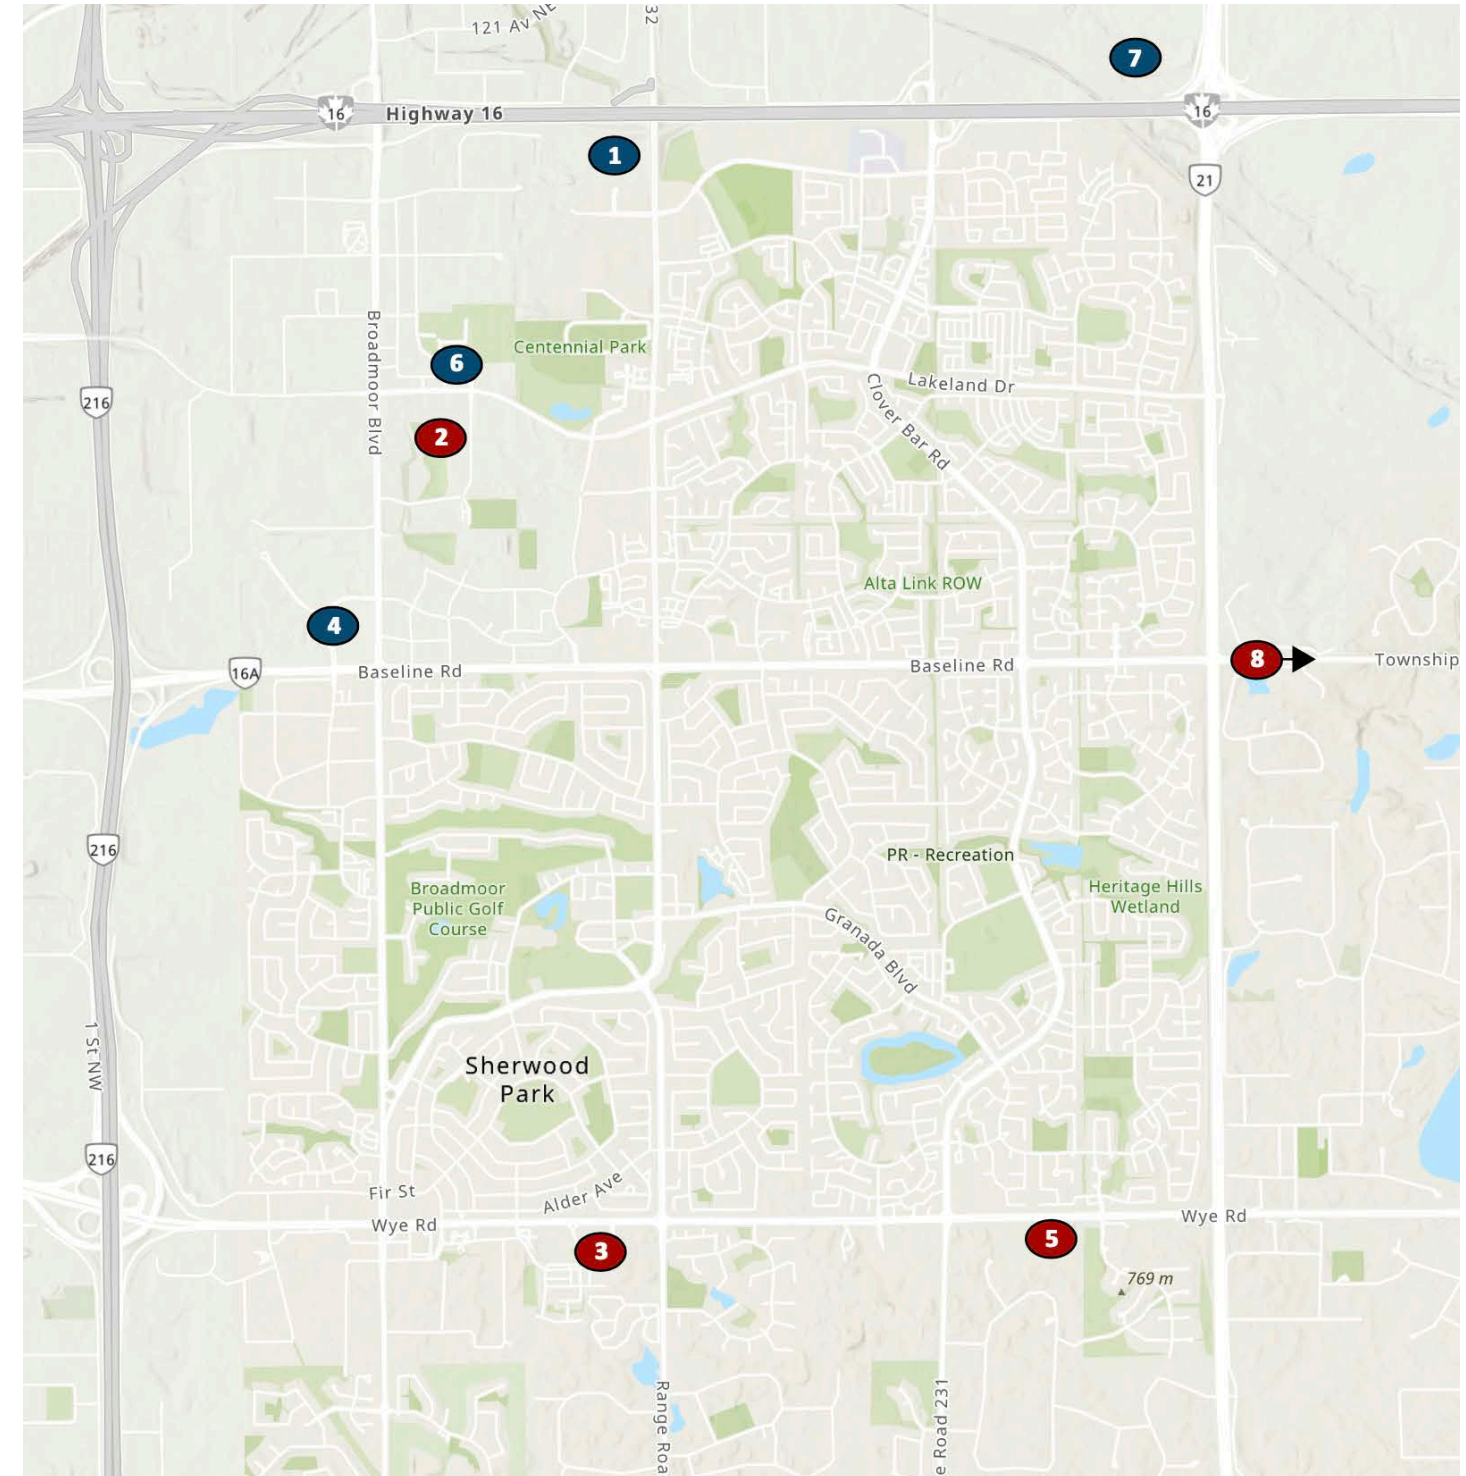 121 Av NE
32
7
16
Highway 16
16
1
21
Broadmoor Blvd
Centennial Park
6
Clover Bar Rd
Lakeland Dr
216
2
Alta Link ROW
4
16A
Baseline Rd
Baseline Rd
8
Township
216
PR - Recreation
Broadmoor
Public Golf
Course
Heritage Hills
Wetland
Granada Blvd
1 St NW
Sherwood
Park
216
Fir St
Alder Ave
Wye Rd
Wye Rd
3
5
769 m
Range Roa
e Road 231